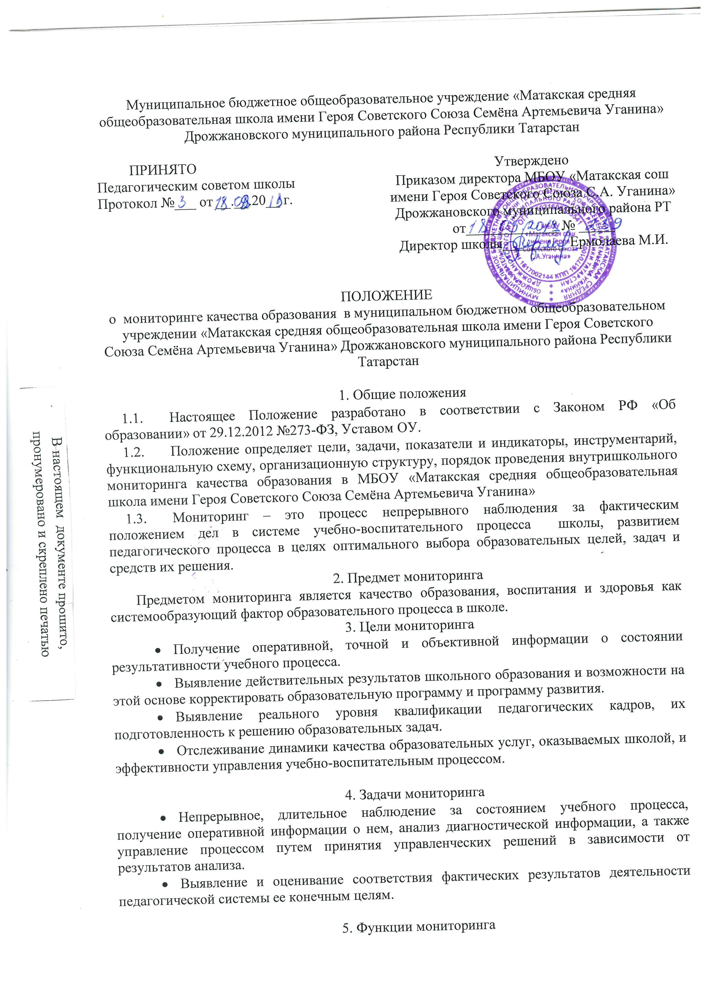 Муниципальное бюджетное общеобразовательное учреждение «Матакская средняя
общеобразовательная школа имени Героя Советского Союза Семёна Артемьевича Уганина»
Дрожжановского муниципального района Республики Татарстан
ПРИНЯТО
Педагогическим советом школы
Протокол № 3 от 18.08.2018 г.
Утверждено
Приказом директора МБОУ «Матакская сош
имени Героя Советского Союза С.А. Уганина»
Дрожжановского муниципального района РТ
от 18 2018 №
Директор школы Ермолаева М.И.
МБОУ
«Матакская сош
имени Героя
Советского Союза
С.А.Уганина»
ПОЛОЖЕНИЕ
о мониторинге качества образования в муниципальном бюджетном общеобразовательном
учреждении «Матакская средняя общеобразовательная школа имени Героя Советского
Союза Семёна Артемьевича Уганина» Дрожжановского муниципального района Республики
Татарстан
1. Общие положения
1.1. Настоящее Положение разработано в соответствии с Законом РФ «Об
образовании» от 29.12.2012 №273-ФЗ, Уставом ОУ.
1.2. Положение определяет цели, задачи, показатели и индикаторы, инструментарий,
функциональную схему, организационную структуру, порядок проведения внутришкольного
мониторинга качества образования в МБОУ «Матакская средняя общеобразовательная
школа имени Героя Советского Союза Семёна Артемьевича Уганина»
1.3. Мониторинг – это процесс непрерывного наблюдения за фактическим
положением дел в системе учебно-воспитательного процесса школы, развитием
педагогического процесса в целях оптимального выбора образовательных целей, задач и
средств их решения.
2. Предмет мониторинга
Предметом мониторинга является качество образования, воспитания и здоровья как
системообразующий фактор образовательного процесса в школе.
3. Цели мониторинга
• Получение оперативной, точной и объективной информации о состоянии
результативности учебного процесса.
• Выявление действительных результатов школьного образования и возможности на
этой основе корректировать образовательную программу и программу развития.
• Выявление реального уровня квалификации педагогических кадров, их
подготовленность к решению образовательных задач.
• Отслеживание динамики качества образовательных услуг, оказываемых школой, и
эффективности управления учебно-воспитательным процессом.
4. Задачи мониторинга
• Непрерывное, длительное наблюдение за состоянием учебного процесса,
получение оперативной информации о нем, анализ диагностической информации, а также
управление процессом путем принятия управленческих решений в зависимости от
результатов анализа.
• Выявление и оценивание соответствия фактических результатов деятельности
педагогической системы ее конечным целям.
5. Функции мониторинга
В настоящем документе прошито,
пронумеровано и скреплено печатью